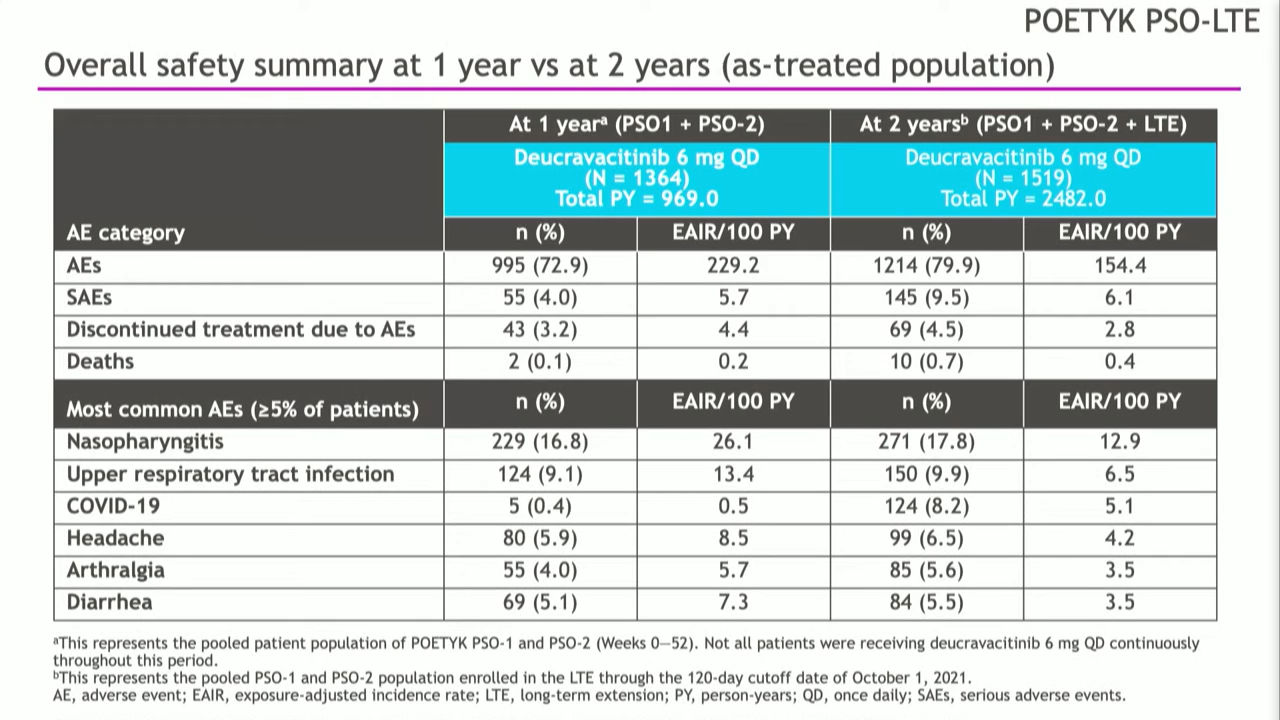 POETYK PSO-LTE
Overall safety summary at 1 year vs at 2 years (as-treated population)
At 1 yearᵃ (PSO1 + PSO-2) At 2 yearsᵇ (PSO1 + PSO-2 + LTE)
Deucravacitinib 6 mg QD Deucravacitinib 6 mg QD
(N = 1364) (N = 1519)
Total PY = 969.0 Total PY = 2482.0
AE category n (%) EAIR/100 PY n (%) EAIR/100 PY
AEs 995 (72.9) 229.2 1214 (79.9) 154.4
SAEs 55 (4.0) 5.7 145 (9.5) 6.1
Discontinued treatment due to AEs 43 (3.2) 4.4 69 (4.5) 2.8
Deaths 2 (0.1) 0.2 10 (0.7) 0.4
Most common AEs (≥5% of patients) n (%) EAIR/100 PY n (%) EAIR/100 PY
Nasopharyngitis 229 (16.8) 26.1 271 (17.8) 12.9
Upper respiratory tract infection 124 (9.1) 13.4 150 (9.9) 6.5
COVID-19 5 (0.4) 0.5 124 (8.2) 5.1
Headache 80 (5.9) 8.5 99 (6.5) 4.2
Arthralgia 55 (4.0) 5.7 85 (5.6) 3.5
Diarrhea 69 (5.1) 7.3 84 (5.5) 3.5
ᵃThis represents the pooled patient population of POETYK PSO-1 and PSO-2 (Weeks 0–52). Not all patients were receiving deucravacitinib 6 mg QD continuously
throughout this period.
ᵇThis represents the pooled PSO-1 and PSO-2 population enrolled in the LTE through the 120-day cutoff date of October 1, 2021.
AE, adverse event; EAIR, exposure-adjusted incidence rate; LTE, long-term extension; PY, person-years; QD, once daily; SAEs, serious adverse events.